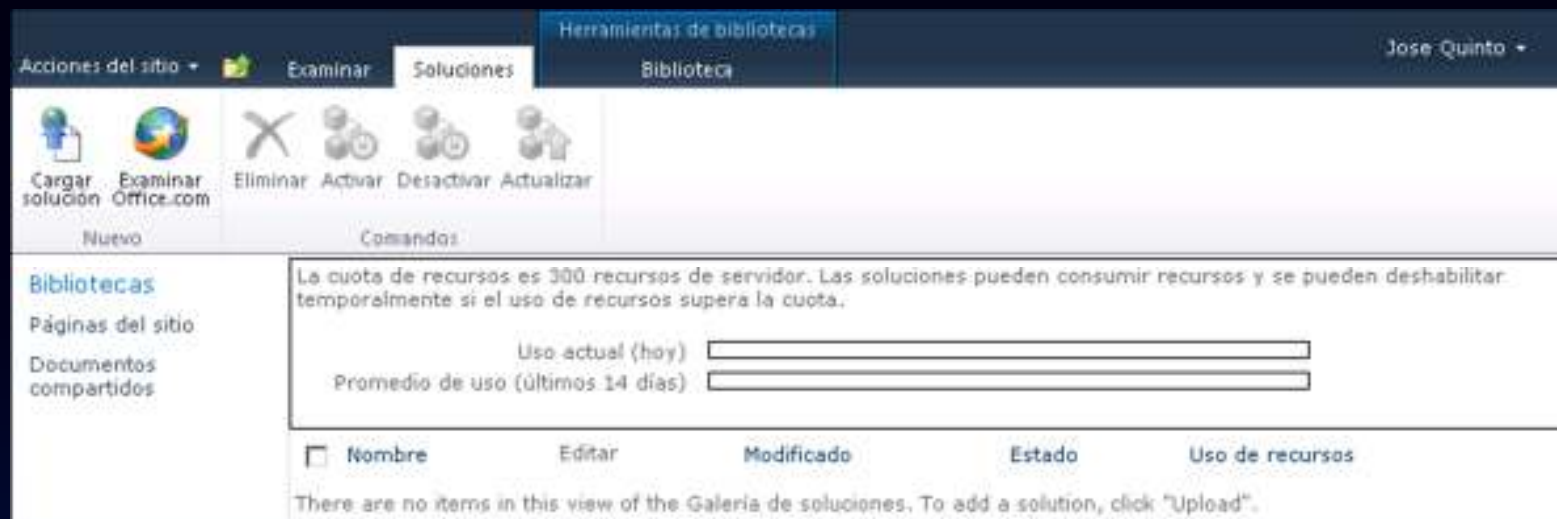 Herramientas de bibliotecas
Jose Quinto
Acciones del sitio
Examinar
Soluciones
Biblioteca
Cargar solución
Examinar Office.com
Eliminar
Activar
Desactivar
Actualizar
Nuevo
Comandos
Bibliotecas
Páginas del sitio
Documentos
compartidos
La cuota de recursos es 300 recursos de servidor. Las soluciones pueden consumir recursos y se pueden deshabilitar
temporalmente si el uso de recursos supera la cuota.
Uso actual (hoy)
Promedio de uso (últimos 14 días)
Nombre Editar Modificado Estado Uso de recursos
There are no items in this view of the Galería de soluciones. To add a solution, click "Upload".